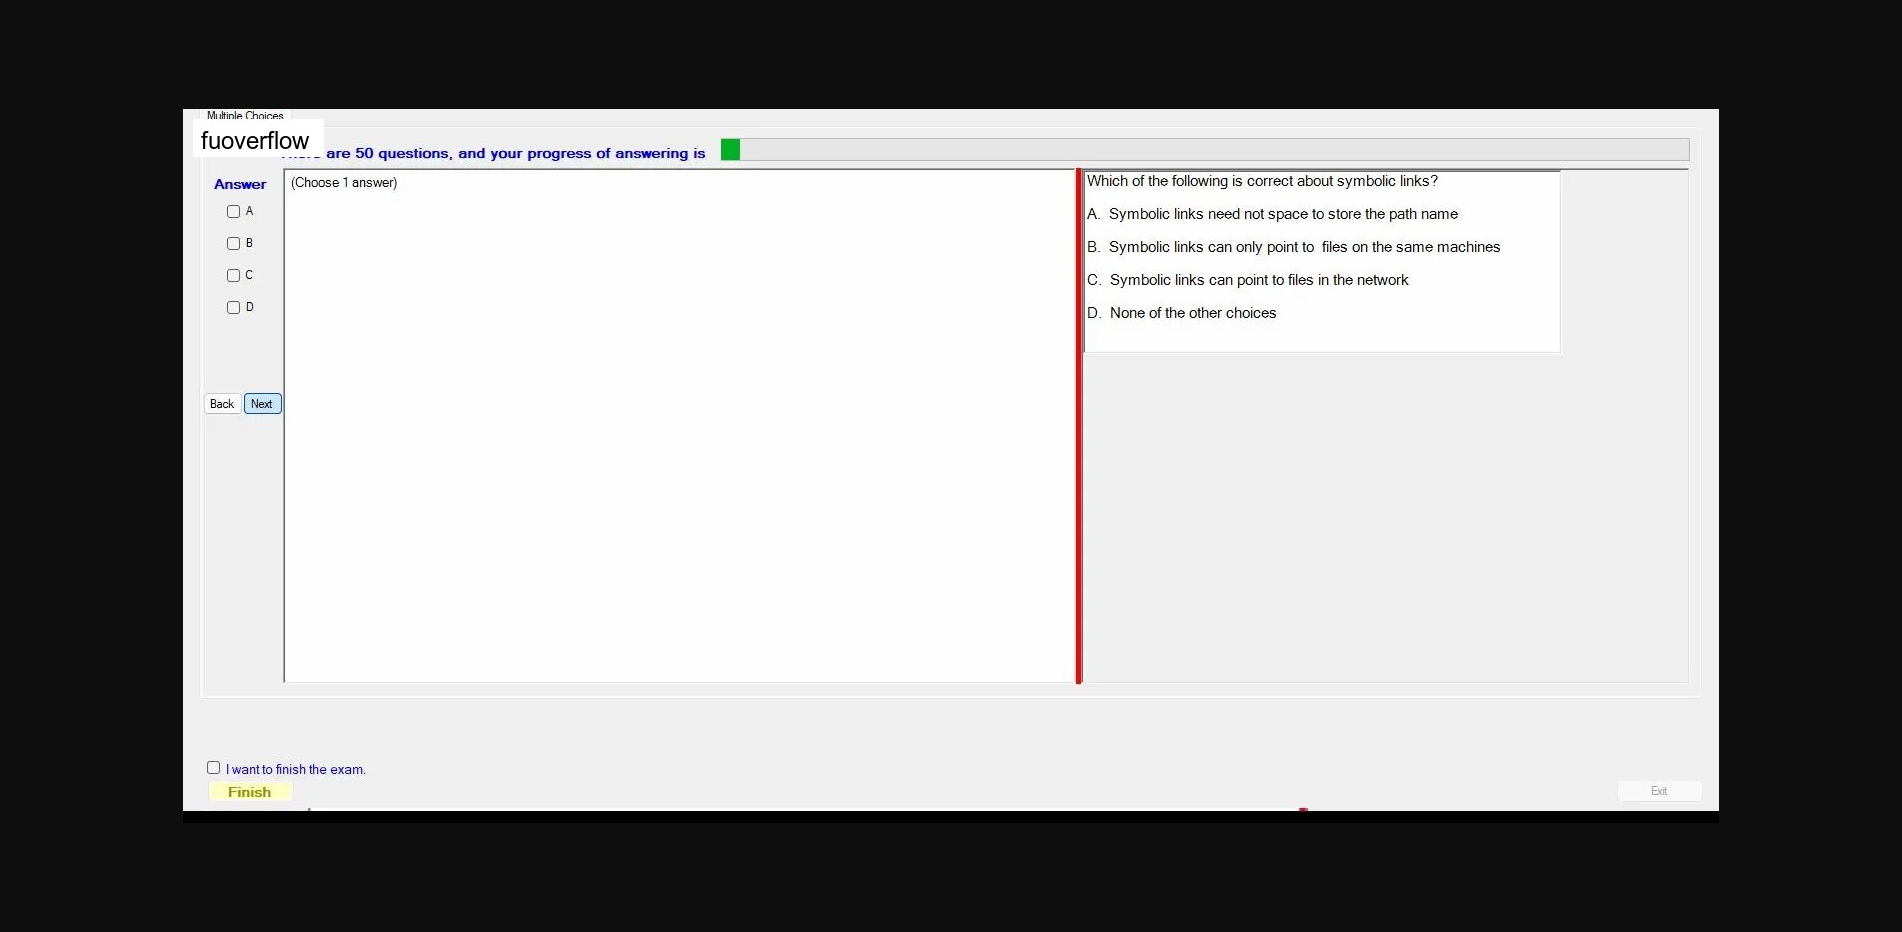 Multiple Choices
fuoverflow
are 50 questions, and your progress of answering is
Answer
(Choose 1 answer)
A
B
C
D
Back Next
Which of the following is correct about symbolic links?
A. Symbolic links need not space to store the path name
B. Symbolic links can only point to files on the same machines
C. Symbolic links can point to files in the network
D. None of the other choices
I want to finish the exam.
Finish
Exit